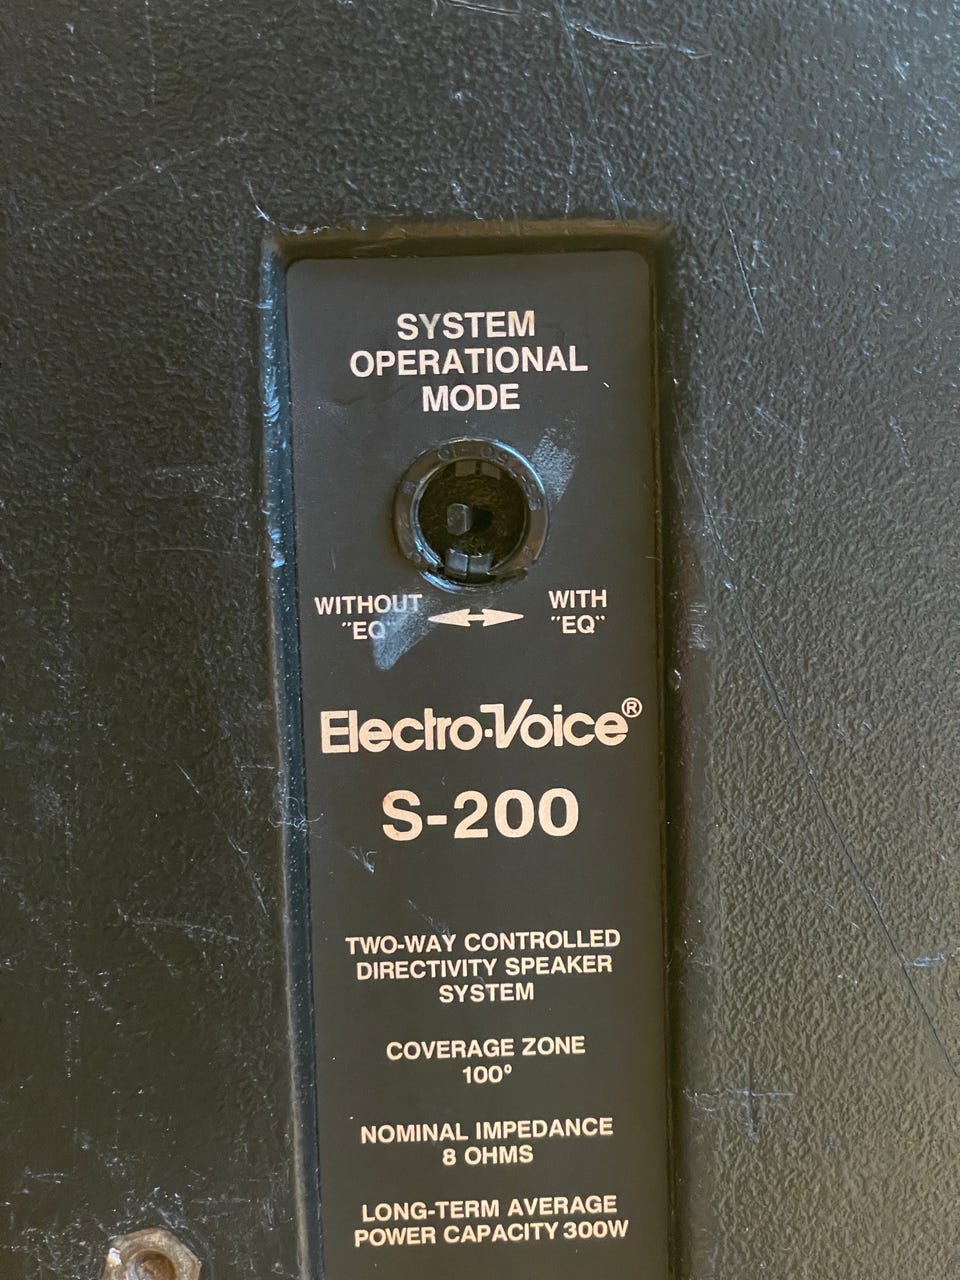 SYSTEM
OPERATIONAL
MODE
WITHOUT
"EQ"
WITH
"EQ"
Electro-Voice®
S-200
TWO-WAY CONTROLLED
DIRECTIVITY SPEAKER
SYSTEM
COVERAGE ZONE
100°
NOMINAL IMPEDANCE
8 OHMS
LONG-TERM AVERAGE
POWER CAPACITY 300W